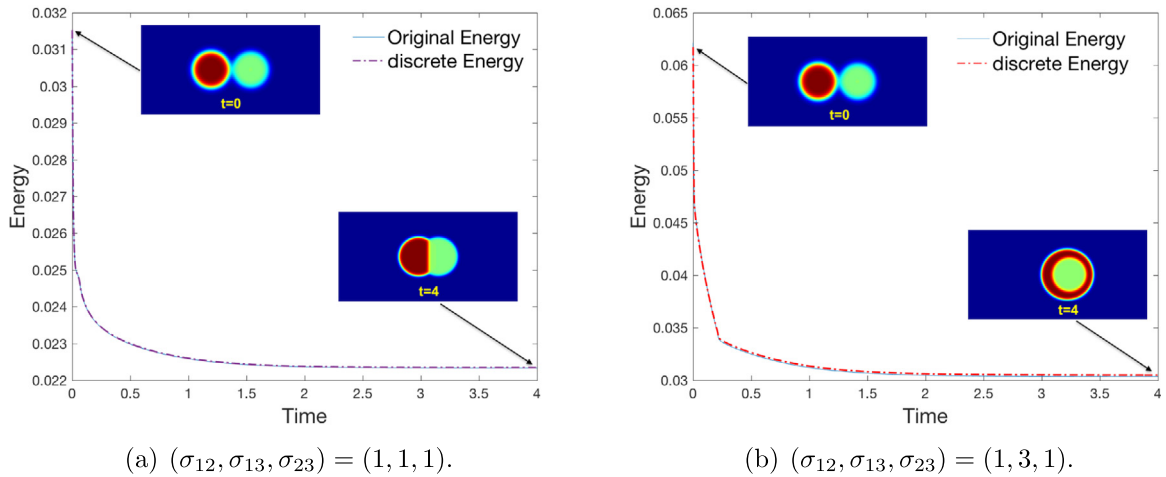 0.032
0.031
0.03
0.029
0.028
0.027
0.026
0.025
0.024
0.023
0.022
Energy
0 0.5 1 1.5 2 2.5 3 3.5 4
Time
Original Energy
discrete Energy
t=0
t=4
(a) (σ₁₂, σ₁₃, σ₂₃) = (1, 1, 1).
0.065
0.06
0.055
0.05
0.045
0.04
0.035
0.03
Energy
0 0.5 1 1.5 2 2.5 3 3.5 4
Time
Original Energy
discrete Energy
t=0
t=4
(b) (σ₁₂, σ₁₃, σ₂₃) = (1, 3, 1).